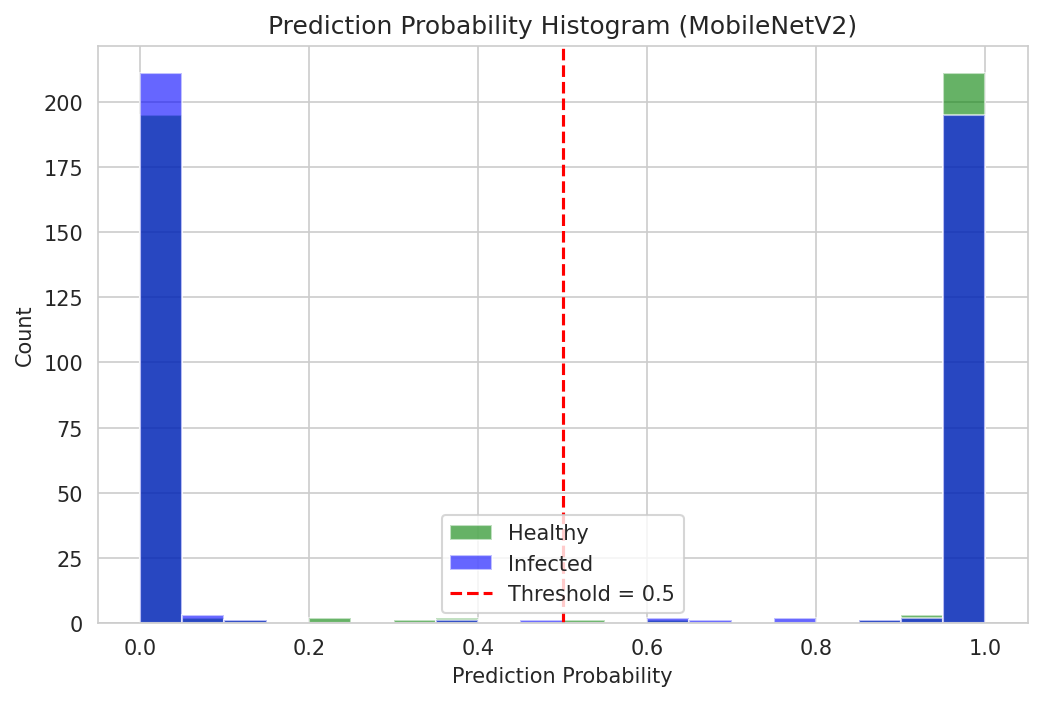 Prediction Probability Histogram (MobileNetV2)
200
175
150
125
100
75
50
25
0
Count
Healthy
Infected
Threshold = 0.5
0.0 0.2 0.4 0.6 0.8 1.0
Prediction Probability